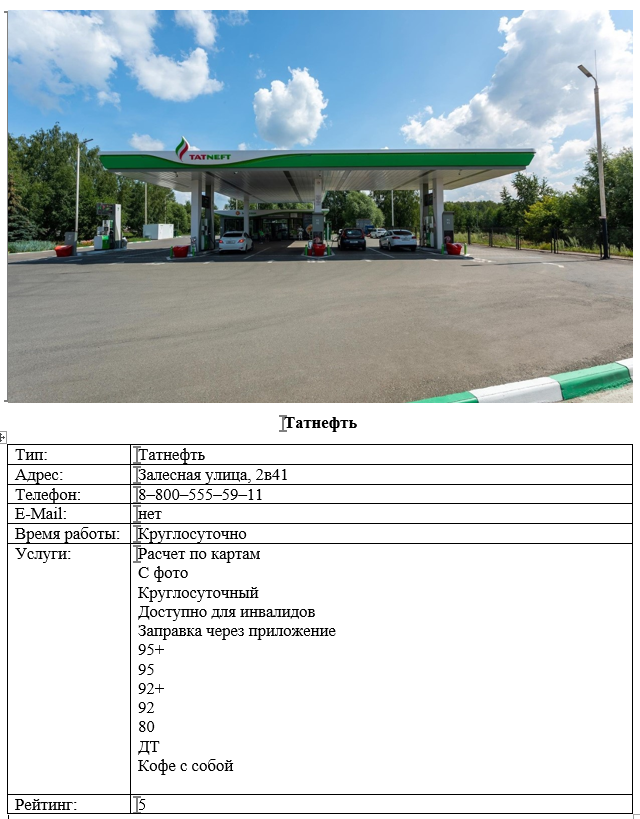 TATNEFT
Татнефть
Тип: Татнефть
Адрес: Залесная улица, 2в41
Телефон: 8–800–555–59–11
E-Mail: нет
Время работы: Круглосуточно
Услуги: Расчет по картам
С фото
Круглосуточный
Доступно для инвалидов
Заправка через приложение
95+
95
92+
92
80
ДТ
Кофе с собой
Рейтинг: 5